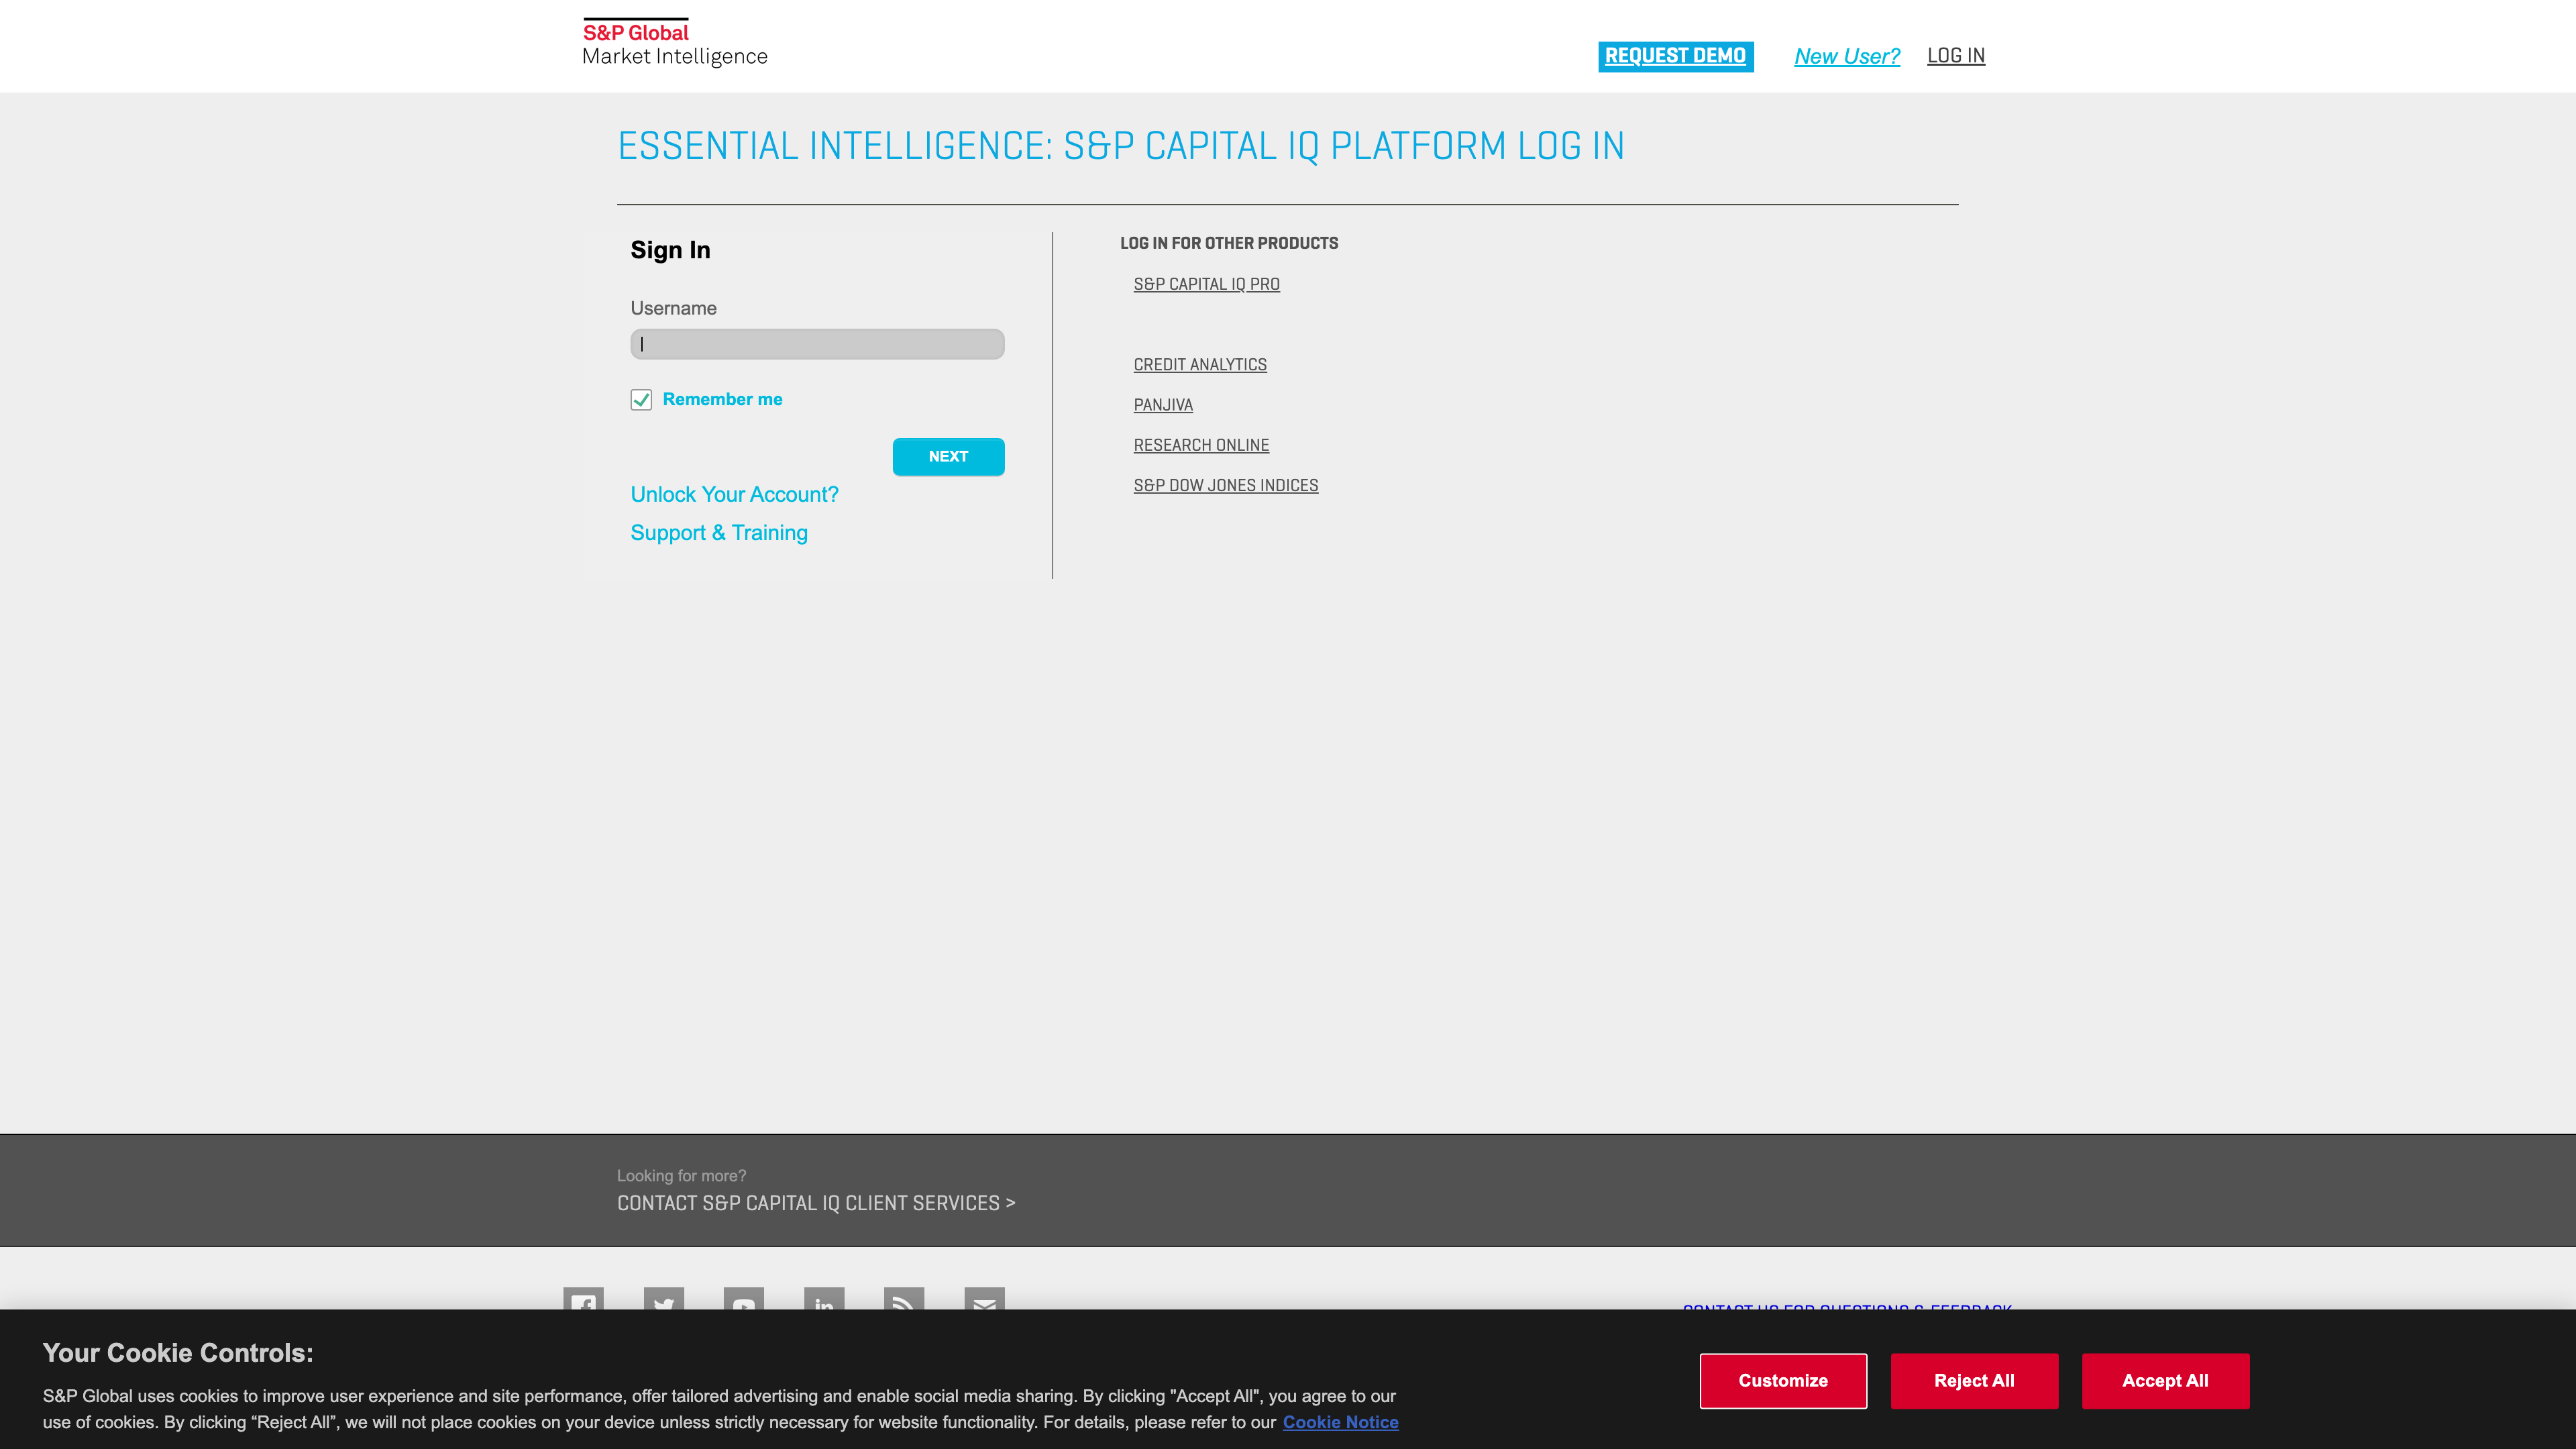 S&P Global
Market Intelligence
REQUEST DEMO
New User?
LOG IN
ESSENTIAL INTELLIGENCE: S&P CAPITAL IQ PLATFORM LOG IN
Sign In
Username
Remember me
NEXT
Unlock Your Account?
Support & Training
LOG IN FOR OTHER PRODUCTS
S&P CAPITAL IQ PRO
CREDIT ANALYTICS
PANJIVA
RESEARCH ONLINE
S&P DOW JONES INDICES
Looking for more?
CONTACT S&P CAPITAL IQ CLIENT SERVICES >
CONTACT US FOR QUESTIONS & FEEDBACK
Your Cookie Controls:
S&P Global uses cookies to improve user experience and site performance, offer tailored advertising and enable social media sharing. By clicking "Accept All", you agree to our
use of cookies. By clicking “Reject All”, we will not place cookies on your device unless strictly necessary for website functionality. For details, please refer to our Cookie Notice
Customize
Reject All
Accept All